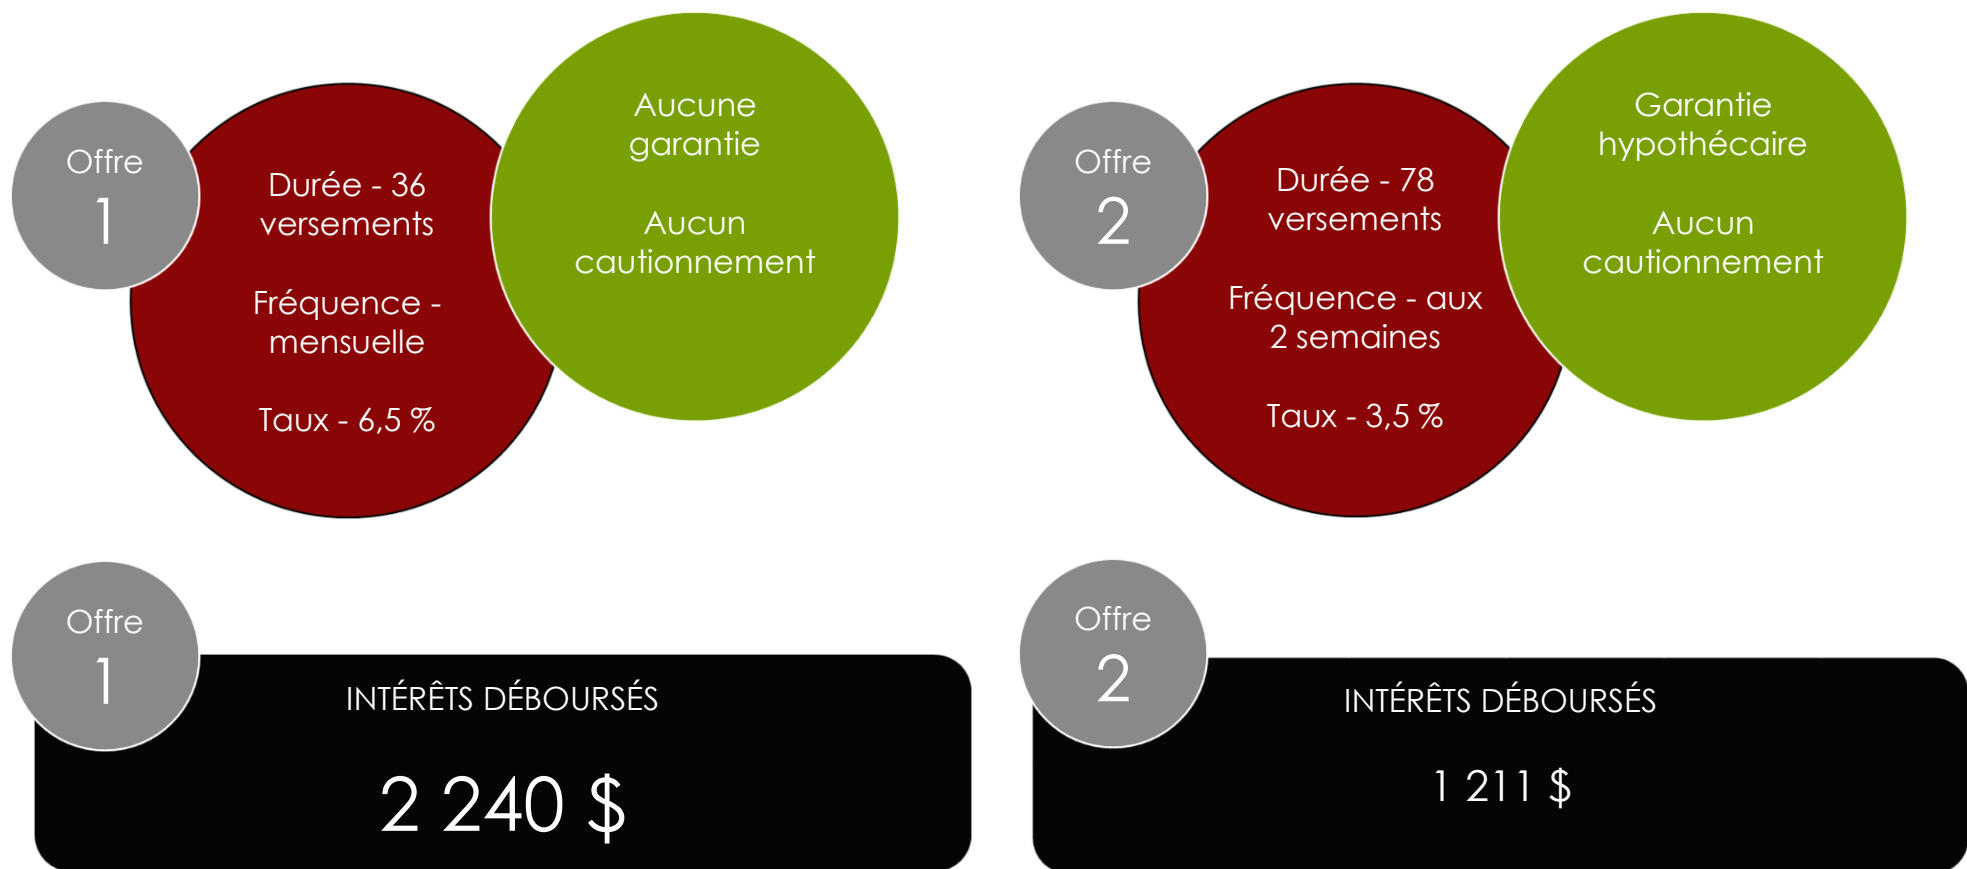 Offre
1
Durée - 36
versements
Fréquence -
mensuelle
Taux - 6,5 %
Aucune
garantie
Aucun
cautionnement
Offre
2
Durée - 78
versements
Fréquence - aux
2 semaines
Taux - 3,5 %
Garantie
hypothécaire
Aucun
cautionnement
Offre
1
INTÉRÊTS DÉBOURSÉS
2 240 $
Offre
2
INTÉRÊTS DÉBOURSÉS
1 211 $